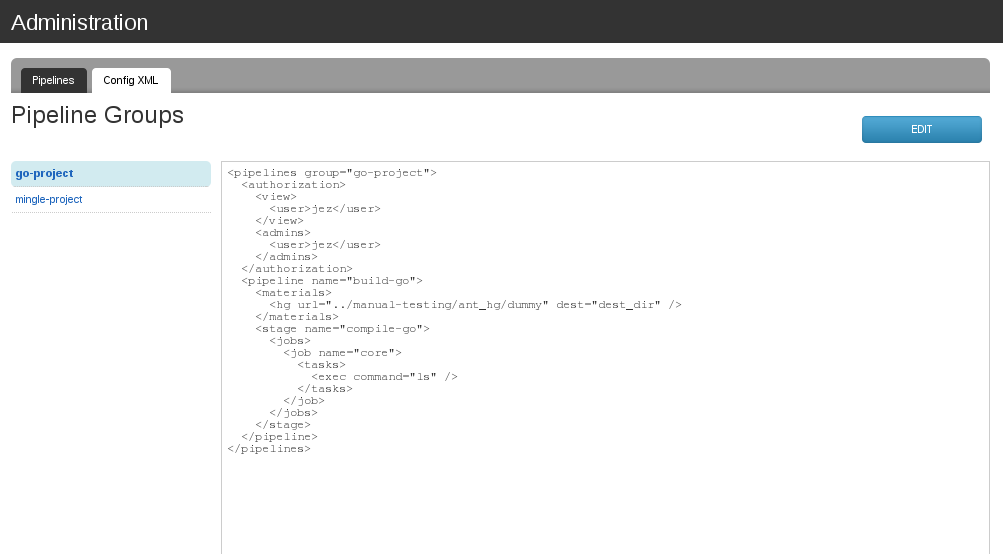 Administration
Pipelines
Config XML
Pipeline Groups
EDIT
go-project
mingle-project
<pipelines group="go-project">
  <authorization>
    <view>
      <user>jez</user>
    </view>
    <admins>
      <user>jez</user>
    </admins>
  </authorization>
  <pipeline name="build-go">
    <materials>
      <hg url="../manual-testing/ant_hg/dummy" dest="dest_dir" />
    </materials>
    <stage name="compile-go">
      <jobs>
        <job name="core">
          <tasks>
            <exec command="ls" />
          </tasks>
        </job>
      </jobs>
    </stage>
  </pipeline>
</pipelines>